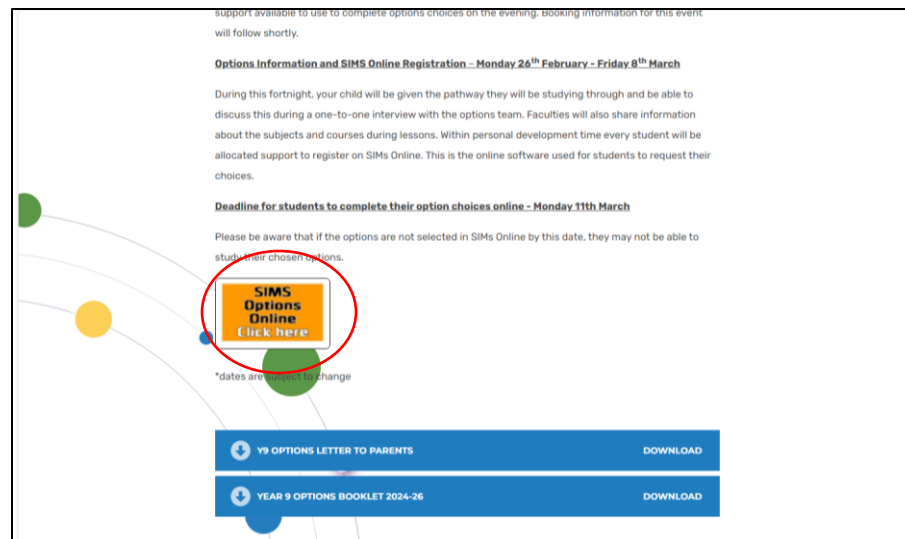 support available to use to complete options choices on the evening. Booking information for this event
will follow shortly.
Options Information and SIMS Online Registration – Monday 26th February - Friday 8th March
During this fortnight, your child will be given the pathway they will be studying through and be able to
discuss this during a one-to-one interview with the options team. Faculties will also share information
about the subjects and courses during lessons. Within personal development time every student will be
allocated support to register on SIMs Online. This is the online software used for students to request their
choices.
Deadline for students to complete their option choices online - Monday 11th March
Please be aware that if the options are not selected in SIMs Online by this date, they may not be able to
study their chosen options.
SIMS
Options
Online
Click here
*dates are subject to change
Y9 OPTIONS LETTER TO PARENTS DOWNLOAD
YEAR 9 OPTIONS BOOKLET 2024-26 DOWNLOAD